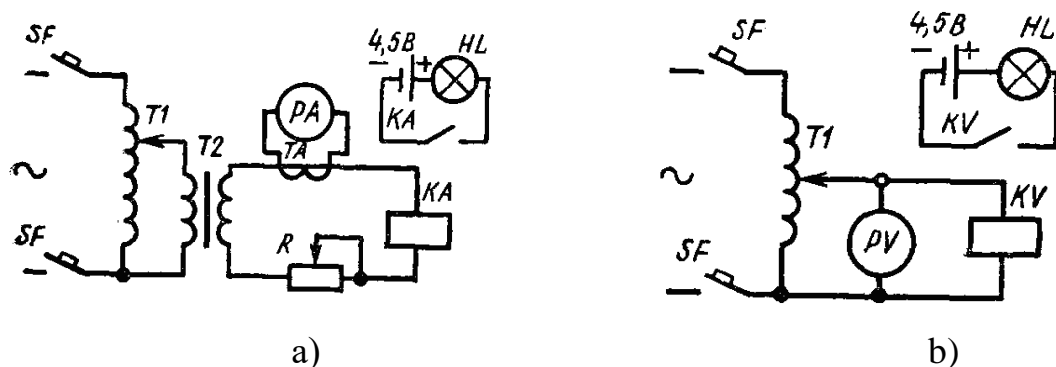 SF
4,5В
HL
− +
T1
T2
PA
TA
KA
KA
~
SF
R
a)
SF
4,5В
HL
− +
KV
T1
~
PV
KV
SF
b)